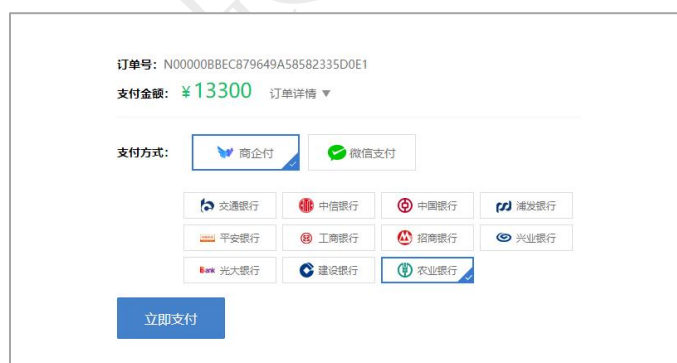 订单号：N00000BBEC879649A58582335D0E1
支付金额：¥13300 订单详情 ▼
支付方式： 商企付 微信支付
交通银行 中信银行 中国银行 浦发银行
平安银行 工商银行 招商银行 兴业银行
Bank 光大银行 建设银行 农业银行
立即支付